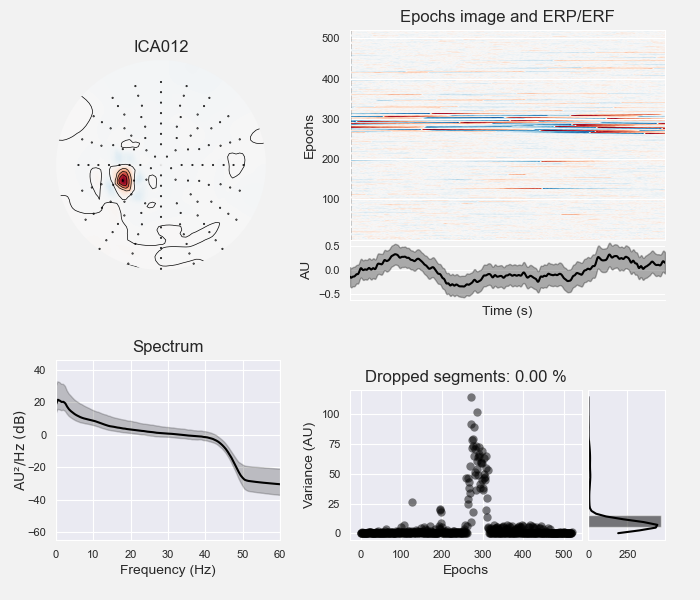 Epochs image and ERP/ERF
ICA012
500
400
300
200
100
Epochs
0.5
0.0
−0.5
AU
Time (s)
Spectrum
40
20
0
−20
−40
−60
AU²/Hz (dB)
0 10 20 30 40 50 60
Frequency (Hz)
Dropped segments: 0.00 %
100
75
50
25
0
Variance (AU)
0 100 200 300 400 500
Epochs
0 250